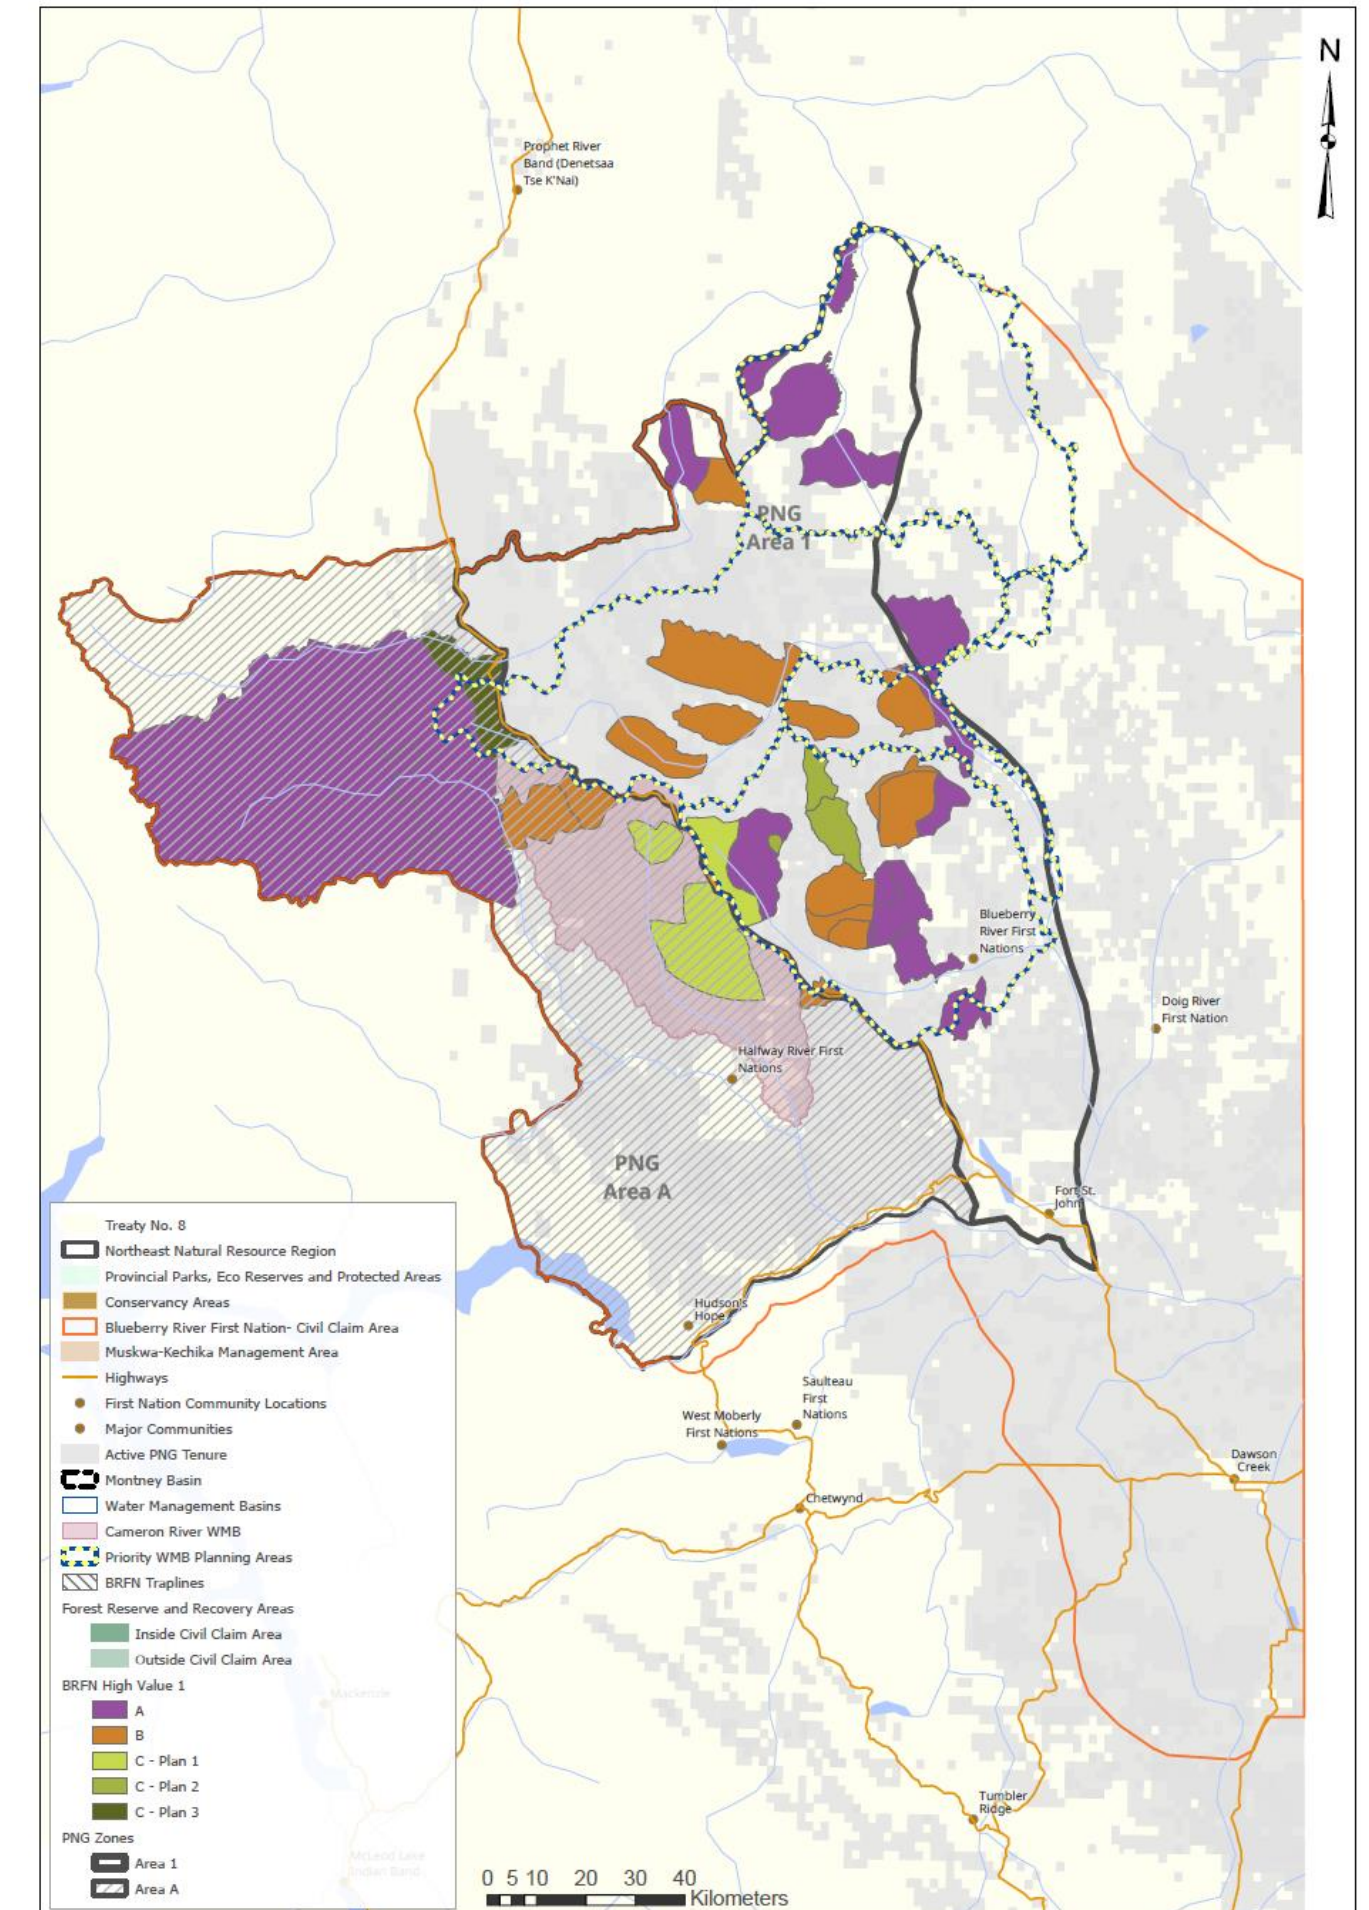 N
Prophet River
Band (Denetsaa
Tse K'Nai)
PNG
Area 1
Blueberry
River First
Nations
Doig River
First Nation
Halfway River First
Nations
PNG
Area A
Fort St.
John
Hudson's
Hope
Saulteau
First
Nations
West Moberly
First Nations
Dawson
Creek
Chetwynd
Tumbler
Ridge
Treaty No. 8
Northeast Natural Resource Region
Provincial Parks, Eco Reserves and Protected Areas
Conservancy Areas
Blueberry River First Nation- Civil Claim Area
Muskwa-Kechika Management Area
Highways
First Nation Community Locations
Major Communities
Active PNG Tenure
Montney Basin
Water Management Basins
Cameron River WMB
Priority WMB Planning Areas
BRFN Traplines
Forest Reserve and Recovery Areas
Inside Civil Claim Area
Outside Civil Claim Area
BRFN High Value 1
A
B
C - Plan 1
C - Plan 2
C - Plan 3
PNG Zones
Area 1
Area A
Mackenzie
McLeod Lake
Indian Band
0 5 10 20 30 40
Kilometers